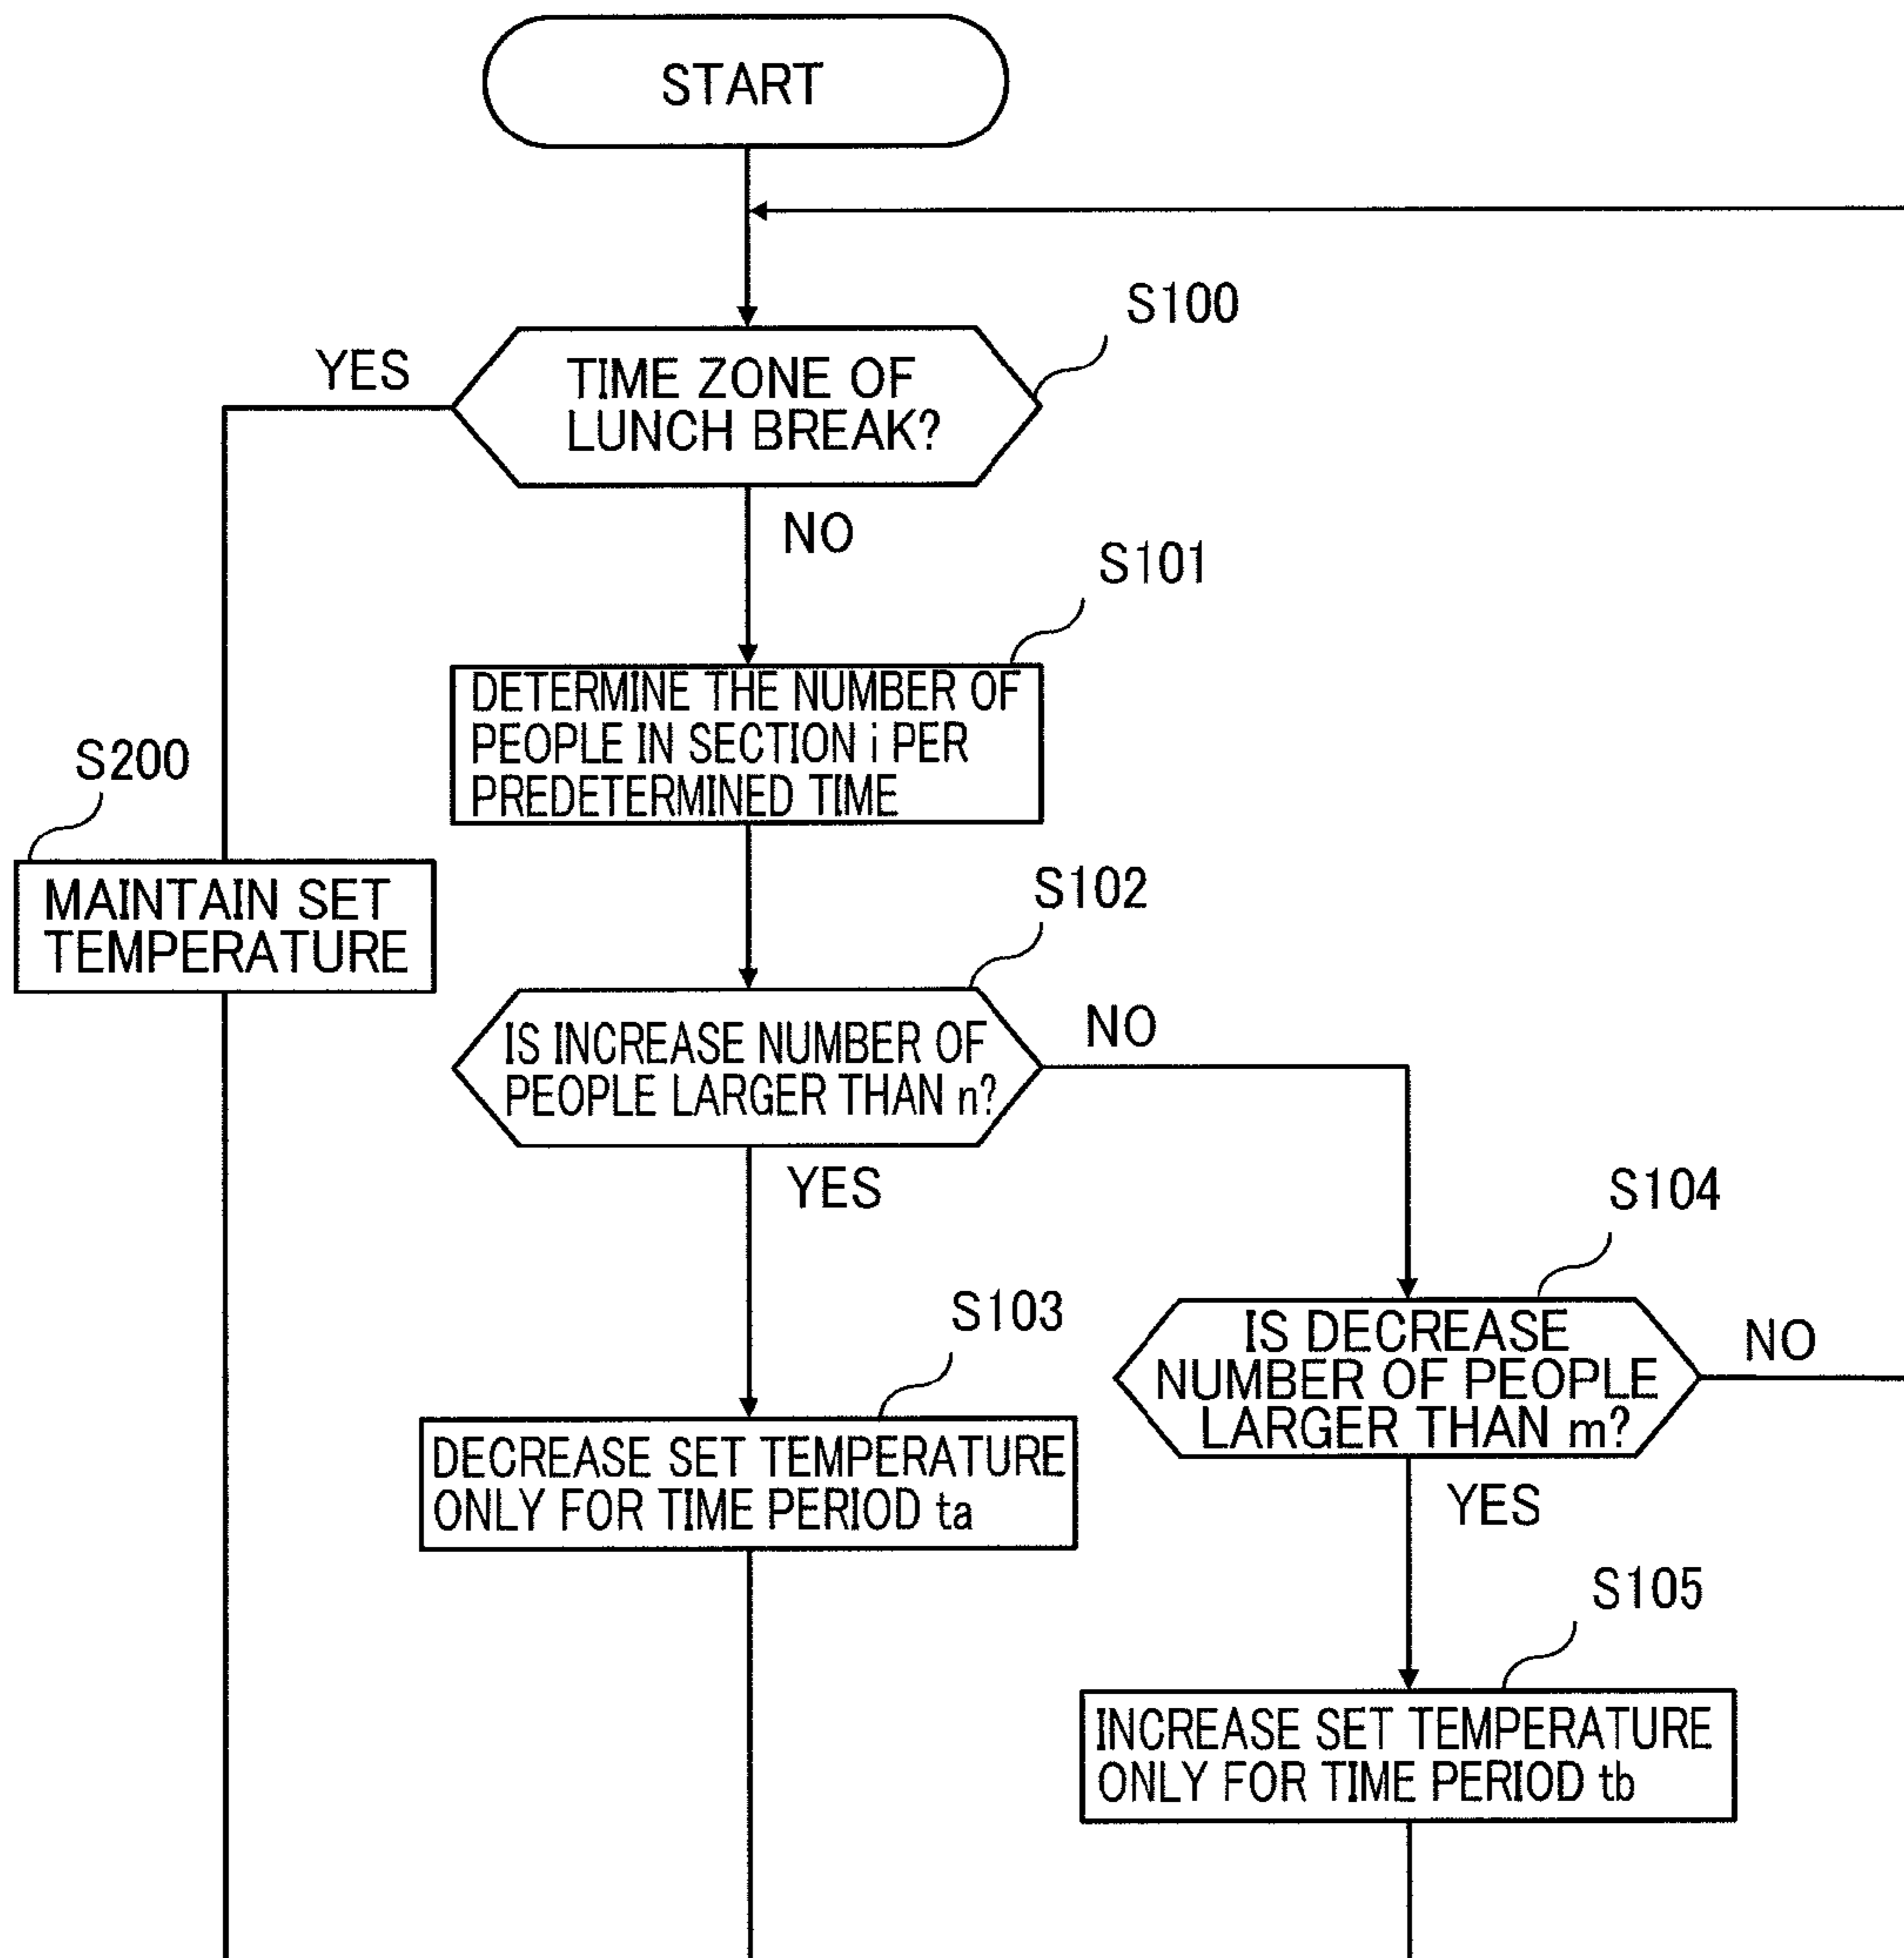 START
S100
YES
TIME ZONE OF
LUNCH BREAK?
NO
S101
DETERMINE THE NUMBER OF
PEOPLE IN SECTION i PER
PREDETERMINED TIME
S200
MAINTAIN SET
TEMPERATURE
S102
IS INCREASE NUMBER OF
PEOPLE LARGER THAN n?
NO
YES
S104
IS DECREASE
NUMBER OF PEOPLE
LARGER THAN m?
NO
S103
DECREASE SET TEMPERATURE
ONLY FOR TIME PERIOD ta
YES
S105
INCREASE SET TEMPERATURE
ONLY FOR TIME PERIOD tb